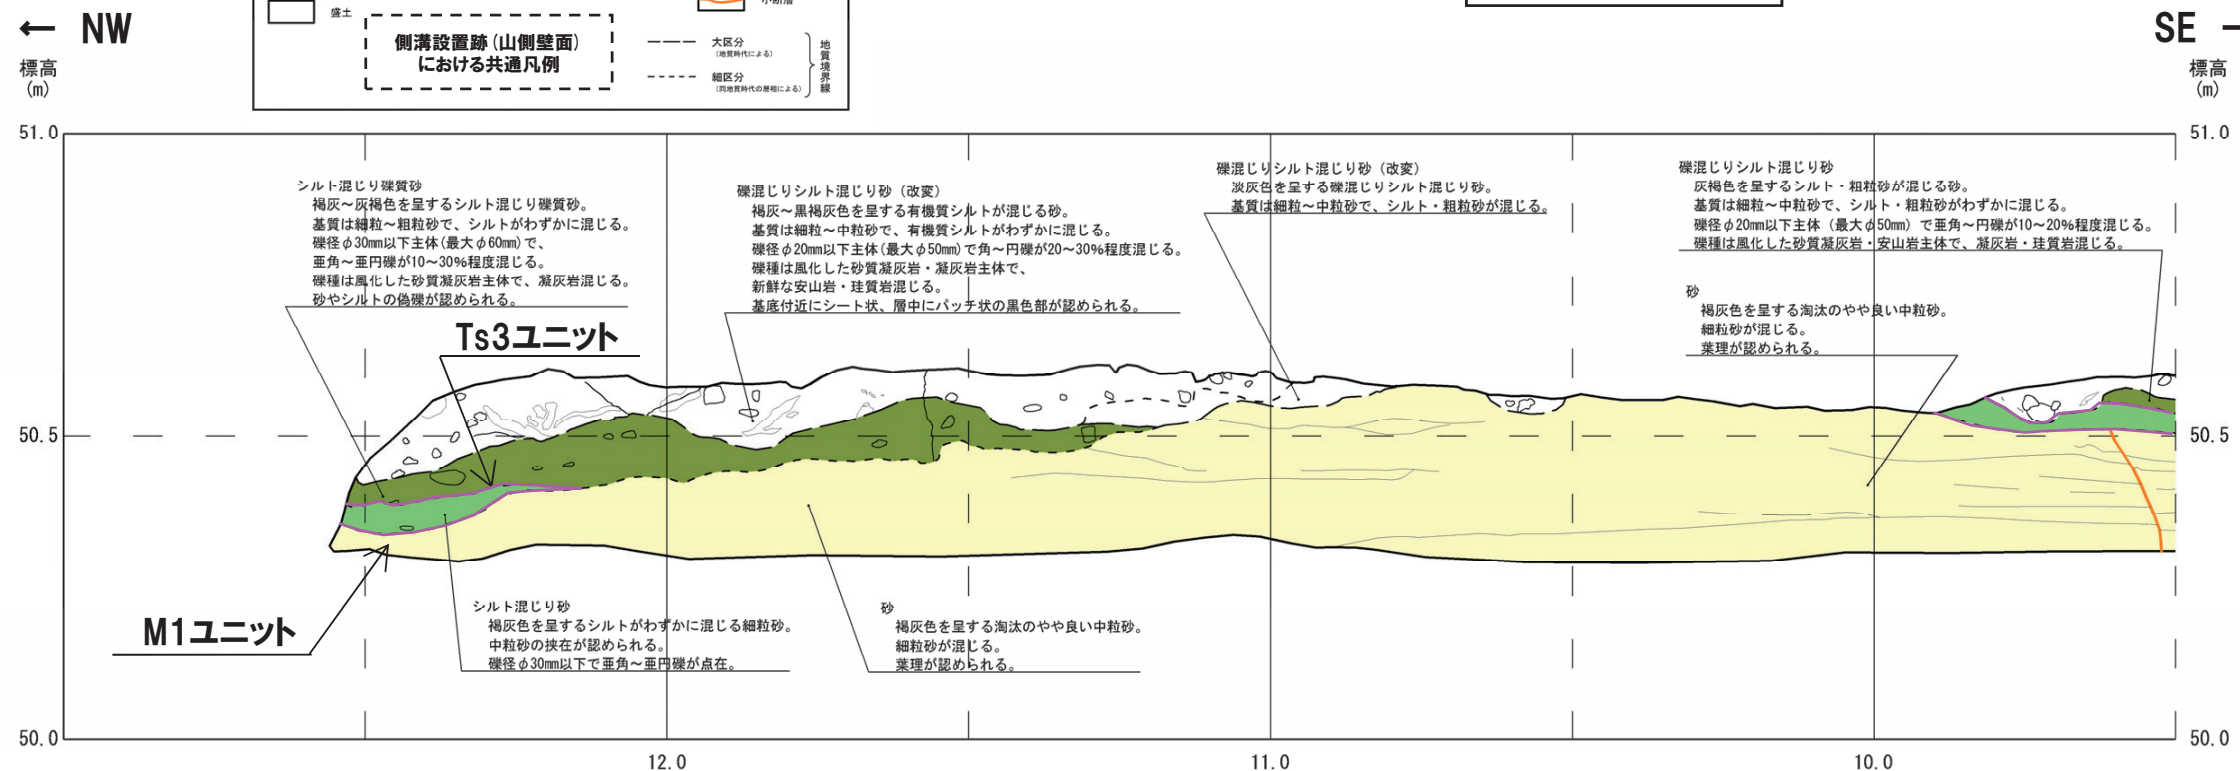 ← NW
SE
盛土
小断層
側溝設置跡(山側壁面)
における共通凡例
大区分
(地質時代による)
細区分
(同地質時代の層相による)
地質境界線
標高
(m)
標高
(m)
51.0
51.0
シルト混じり礫質砂
褐灰～灰褐色を呈するシルト混じり礫質砂。
基質は細粒～粗粒砂で、シルトがわずかに混じる。
礫径φ30mm以下主体(最大φ60mm)で、
亜角～亜円礫が10～30%程度混じる。
礫種は風化した砂質凝灰岩主体で、凝灰岩混じる。
砂やシルトの偽礫が認められる。
礫混じりシルト混じり砂（改変）
褐灰～黒褐灰色を呈する有機質シルトが混じる砂。
基質は細粒～中粒砂で、有機質シルトがわずかに混じる。
礫径φ20mm以下主体(最大φ50mm)で角～円礫が20～30%程度混じる。
礫種は風化した砂質凝灰岩・凝灰岩主体で、
新鮮な安山岩・珪質岩混じる。
基底付近にシート状、層中にパッチ状の黒色部が認められる。
礫混じりシルト混じり砂（改変）
淡灰色を呈する礫混じりシルト混じり砂。
基質は細粒～中粒砂で、シルト・粗粒砂が混じる。
礫混じりシルト混じり砂
灰褐色を呈するシルト・粗粒砂が混じる砂。
基質は細粒～中粒砂で、シルト・粗粒砂がわずかに混じる。
礫径φ20mm以下主体（最大φ50mm）で亜角～円礫が10～20%程度混じる。
礫種は風化した砂質凝灰岩・安山岩主体で、凝灰岩・珪質岩混じる。
砂
褐灰色を呈する淘汰のやや良い中粒砂。
細粒砂が混じる。
葉理が認められる。
Ts3ユニット
50.5
50.5
M1ユニット
シルト混じり砂
褐灰色を呈するシルトがわずかに混じる細粒砂。
中粒砂の挟在が認められる。
礫径φ30mm以下で亜角～亜円礫が点在。
砂
褐灰色を呈する淘汰のやや良い中粒砂。
細粒砂が混じる。
葉理が認められる。
50.0
50.0
12.0
11.0
10.0